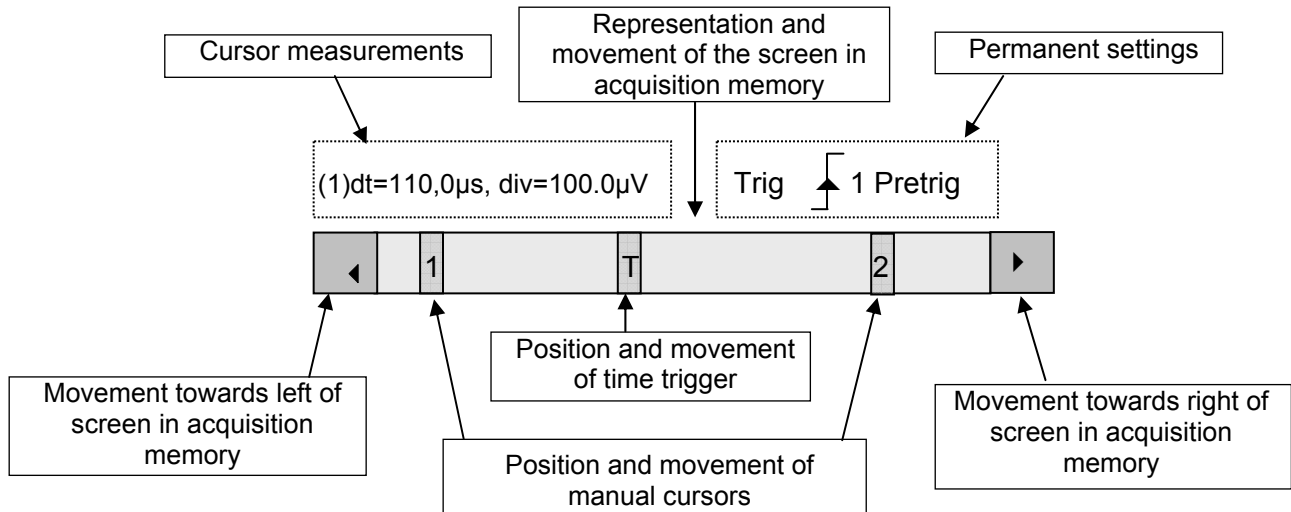 Cursor measurements
Representation and
movement of the screen in
acquisition memory
Permanent settings
(1)dt=110,0µs, div=100.0µV
Trig 1 Pretrig
1 T 2
Position and movement
of time trigger
Movement towards left of
screen in acquisition
memory
Position and movement of
manual cursors
Movement towards right of
screen in acquisition
memory